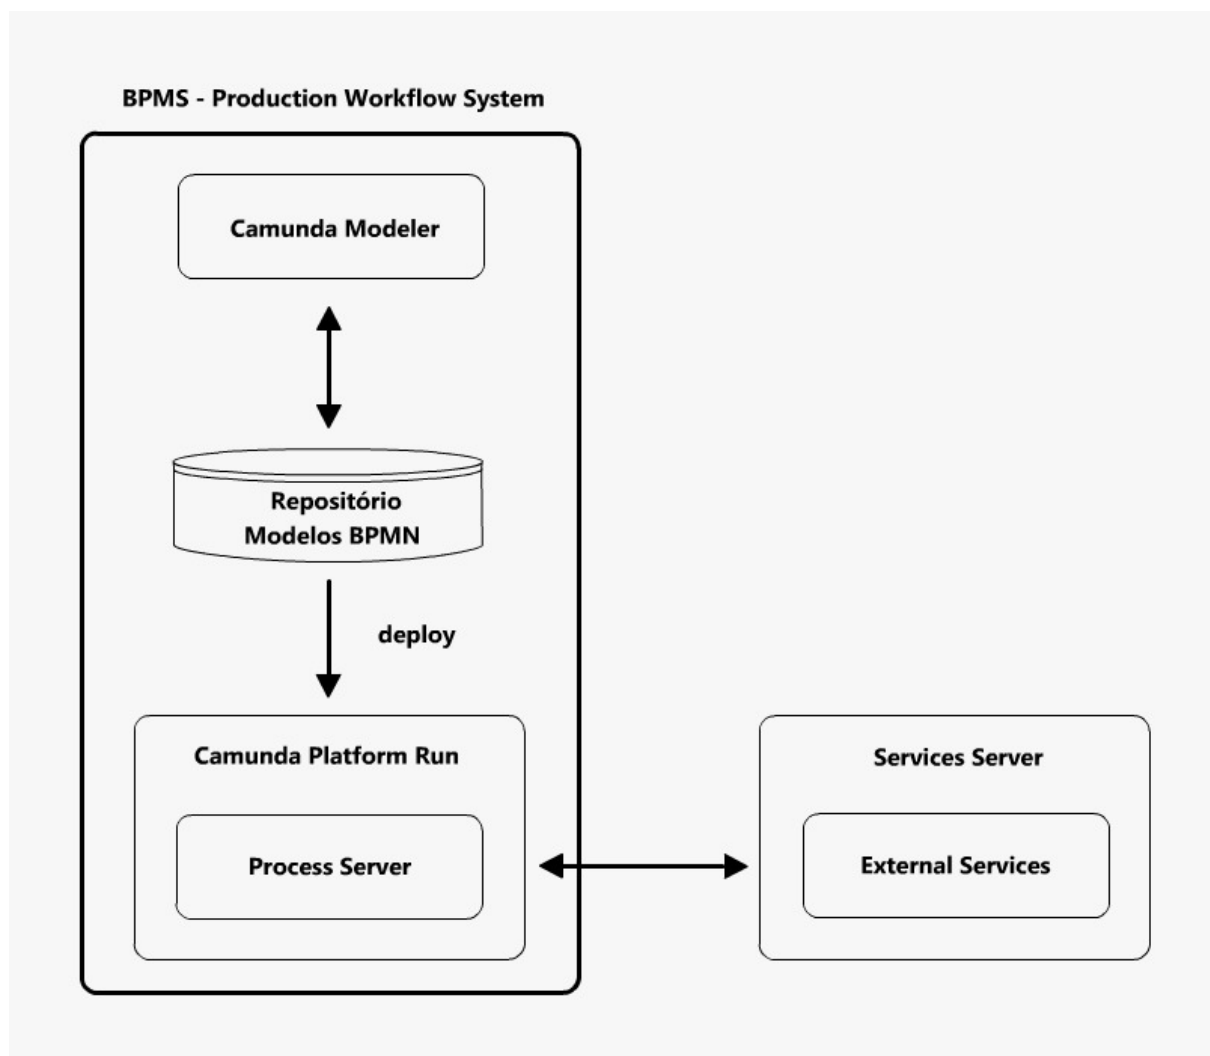 BPMS - Production Workflow System
Camunda Modeler
Repositório
Modelos BPMN
deploy
Camunda Platform Run
Process Server
Services Server
External Services